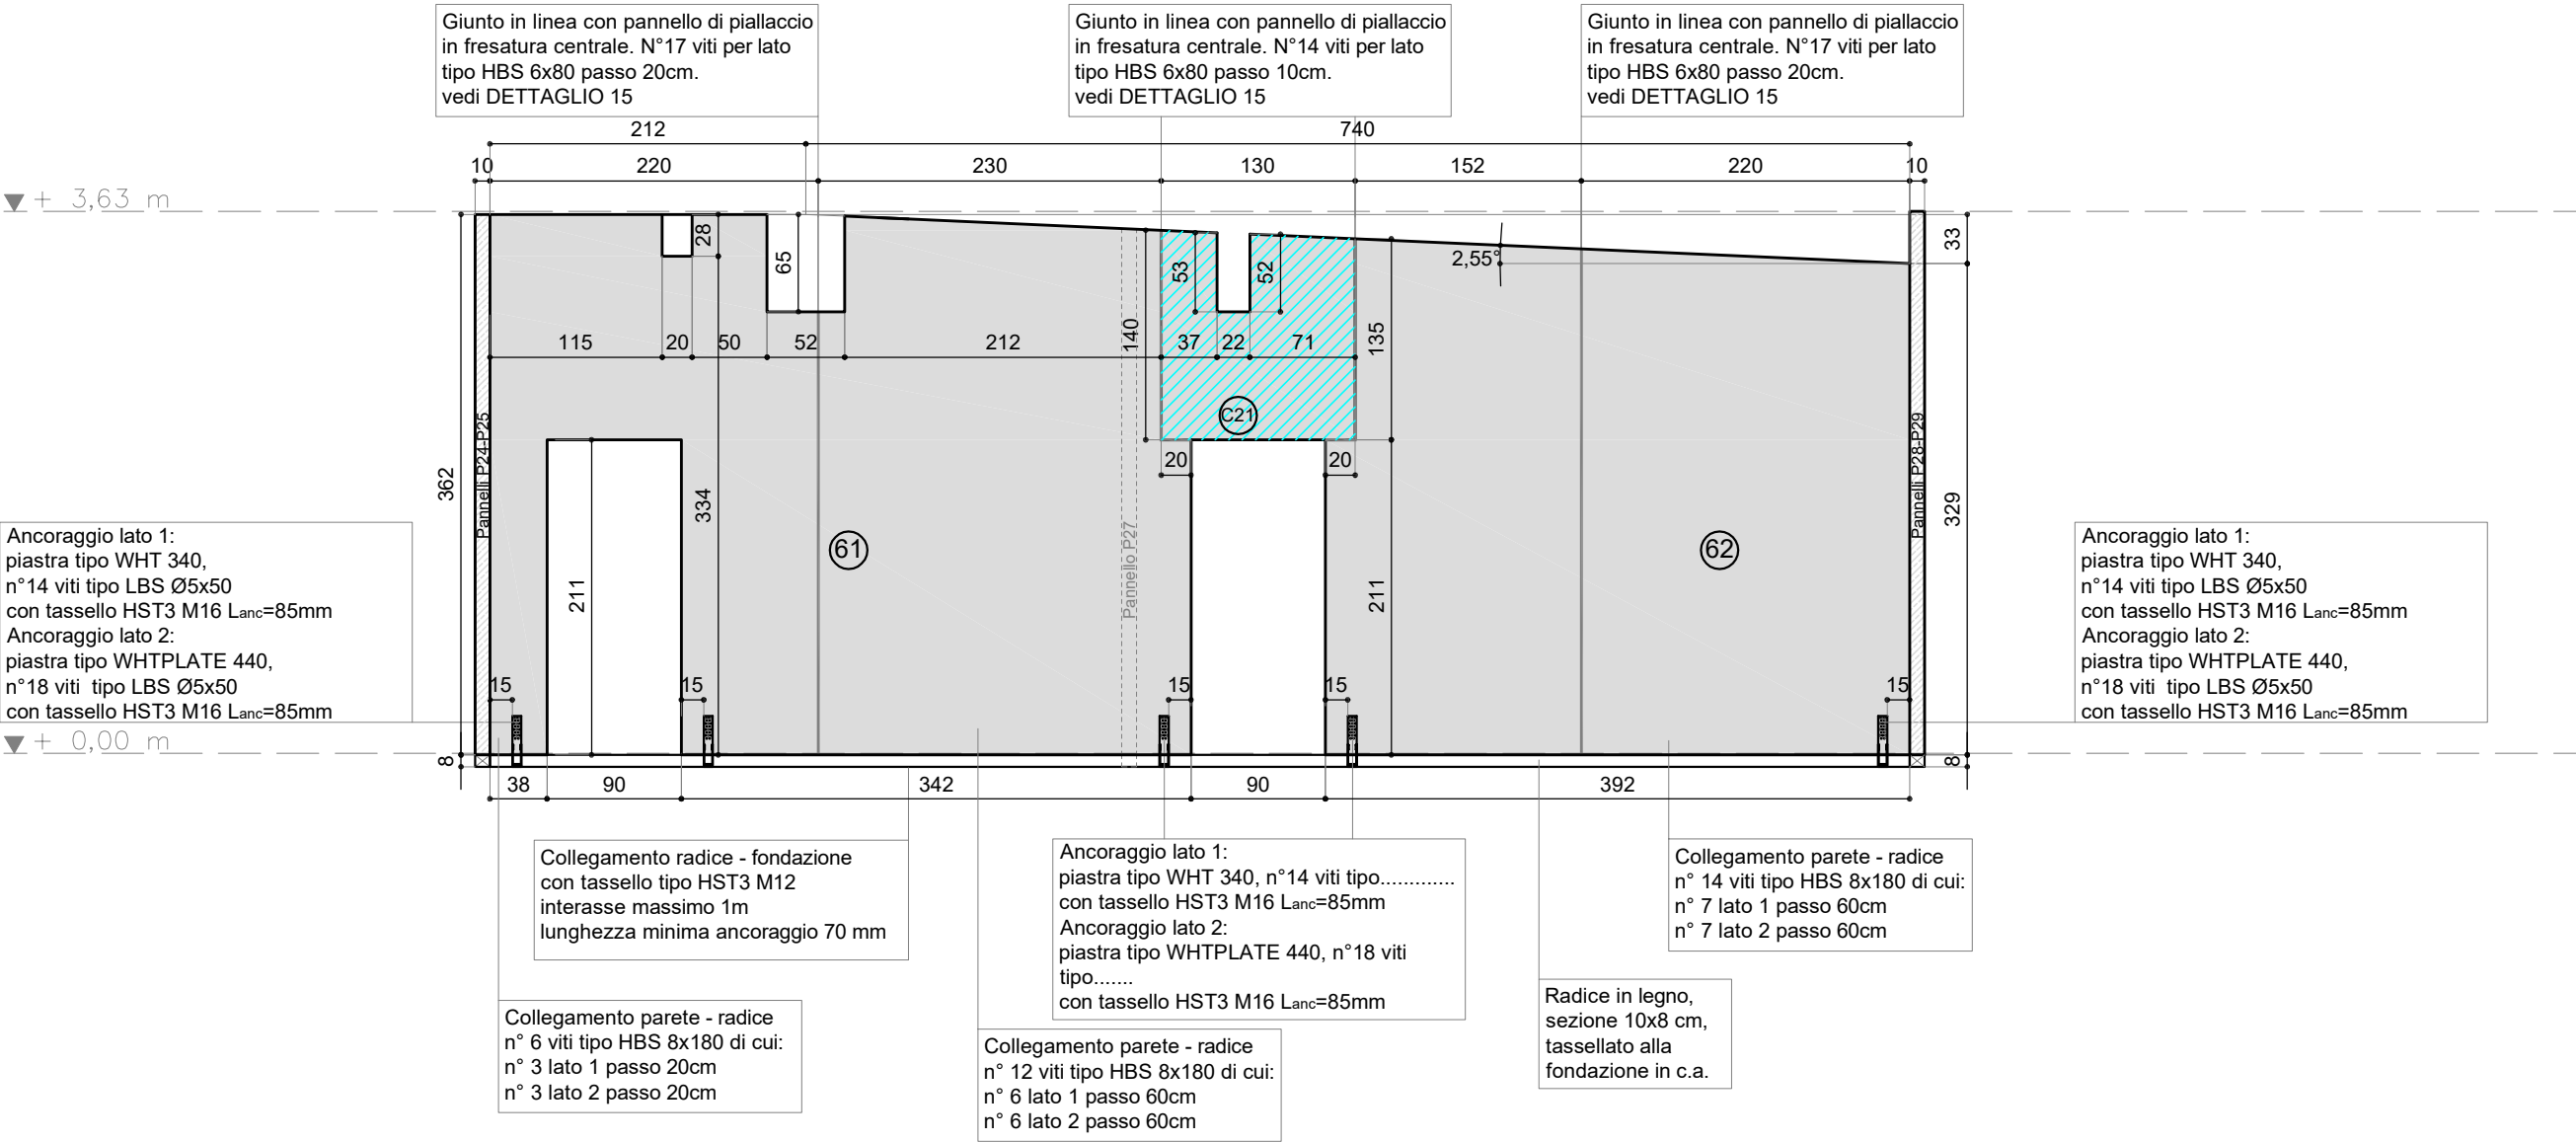 Giunto in linea con pannello di piallaccio
in fresatura centrale. N°17 viti per lato
tipo HBS 6x80 passo 20cm.
vedi DETTAGLIO 15
Giunto in linea con pannello di piallaccio
in fresatura centrale. N°14 viti per lato
tipo HBS 6x80 passo 10cm.
vedi DETTAGLIO 15
Giunto in linea con pannello di piallaccio
in fresatura centrale. N°17 viti per lato
tipo HBS 6x80 passo 20cm.
vedi DETTAGLIO 15
212
740
10
220
230
130
152
220
10
+ 3,63 m
28
65
53
52
2,55°
33
115
20
50
52
212
140
37
22
71
135
C21
20
20
362
Pannelli P24-P25
334
211
61
Pannello P27
211
62
Pannelli P28-P29
329
Ancoraggio lato 1:
piastra tipo WHT 340,
n°14 viti tipo LBS Ø5x50
con tassello HST3 M16 Lanc=85mm
Ancoraggio lato 2:
piastra tipo WHTPLATE 440,
n°18 viti  tipo LBS Ø5x50
con tassello HST3 M16 Lanc=85mm
Ancoraggio lato 1:
piastra tipo WHT 340,
n°14 viti tipo LBS Ø5x50
con tassello HST3 M16 Lanc=85mm
Ancoraggio lato 2:
piastra tipo WHTPLATE 440,
n°18 viti  tipo LBS Ø5x50
con tassello HST3 M16 Lanc=85mm
15
15
15
15
15
+ 0,00 m
8
8
38
90
342
90
392
Collegamento radice - fondazione
con tassello tipo HST3 M12
interasse massimo 1m
lunghezza minima ancoraggio 70 mm
Ancoraggio lato 1:
piastra tipo WHT 340, n°14 viti tipo.............
con tassello HST3 M16 Lanc=85mm
Ancoraggio lato 2:
piastra tipo WHTPLATE 440, n°18 viti
tipo.......
con tassello HST3 M16 Lanc=85mm
Collegamento parete - radice
n° 14 viti tipo HBS 8x180 di cui:
n° 7 lato 1 passo 60cm
n° 7 lato 2 passo 60cm
Radice in legno,
sezione 10x8 cm,
tassellato alla
fondazione in c.a.
Collegamento parete - radice
n° 6 viti tipo HBS 8x180 di cui:
n° 3 lato 1 passo 20cm
n° 3 lato 2 passo 20cm
Collegamento parete - radice
n° 12 viti tipo HBS 8x180 di cui:
n° 6 lato 1 passo 60cm
n° 6 lato 2 passo 60cm